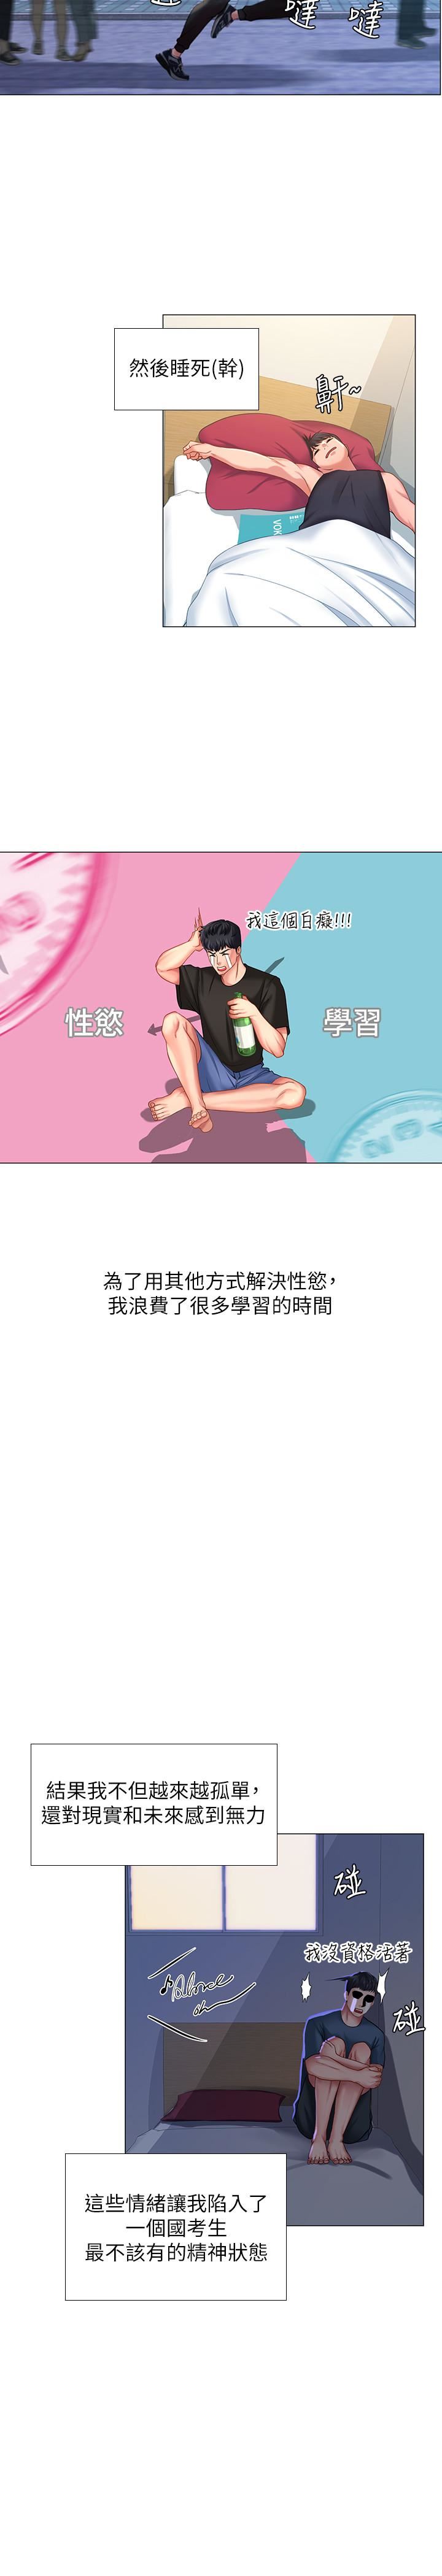 噠
噠
噠
然後睡死(幹)
鼾~
VOK
我這個白癡!!!
性慾
學習
為了用其他方式解決性慾,
我浪費了很多學習的時間
結果我不但越來越孤單,
還對現實和未來感到無力
碰
我沒資格活著
♪Alone
碰
這些情緒讓我陷入了
一個國考生
最不該有的精神狀態